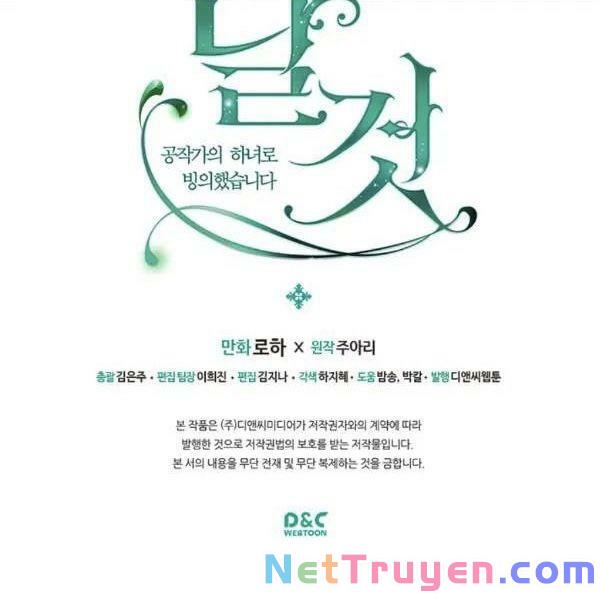 공작가의 하녀로
빙의했습니다
만화 로하 × 원작 주아리
총괄 김은주 • 편집 팀장 이희진 • 편집 김지나 • 각색 하지혜 • 도움 밤송, 박칼 • 발행 디앤씨웹툰
본 작품은 (주)디앤씨미디어가 저작권자와의 계약에 따라
발행한 것으로 저작권법의 보호를 받는 저작물입니다.
본 서의 내용을 무단 전재 및 무단 복제하는 것을 금합니다.
D&C
WEBTOON
NetTruyen.com